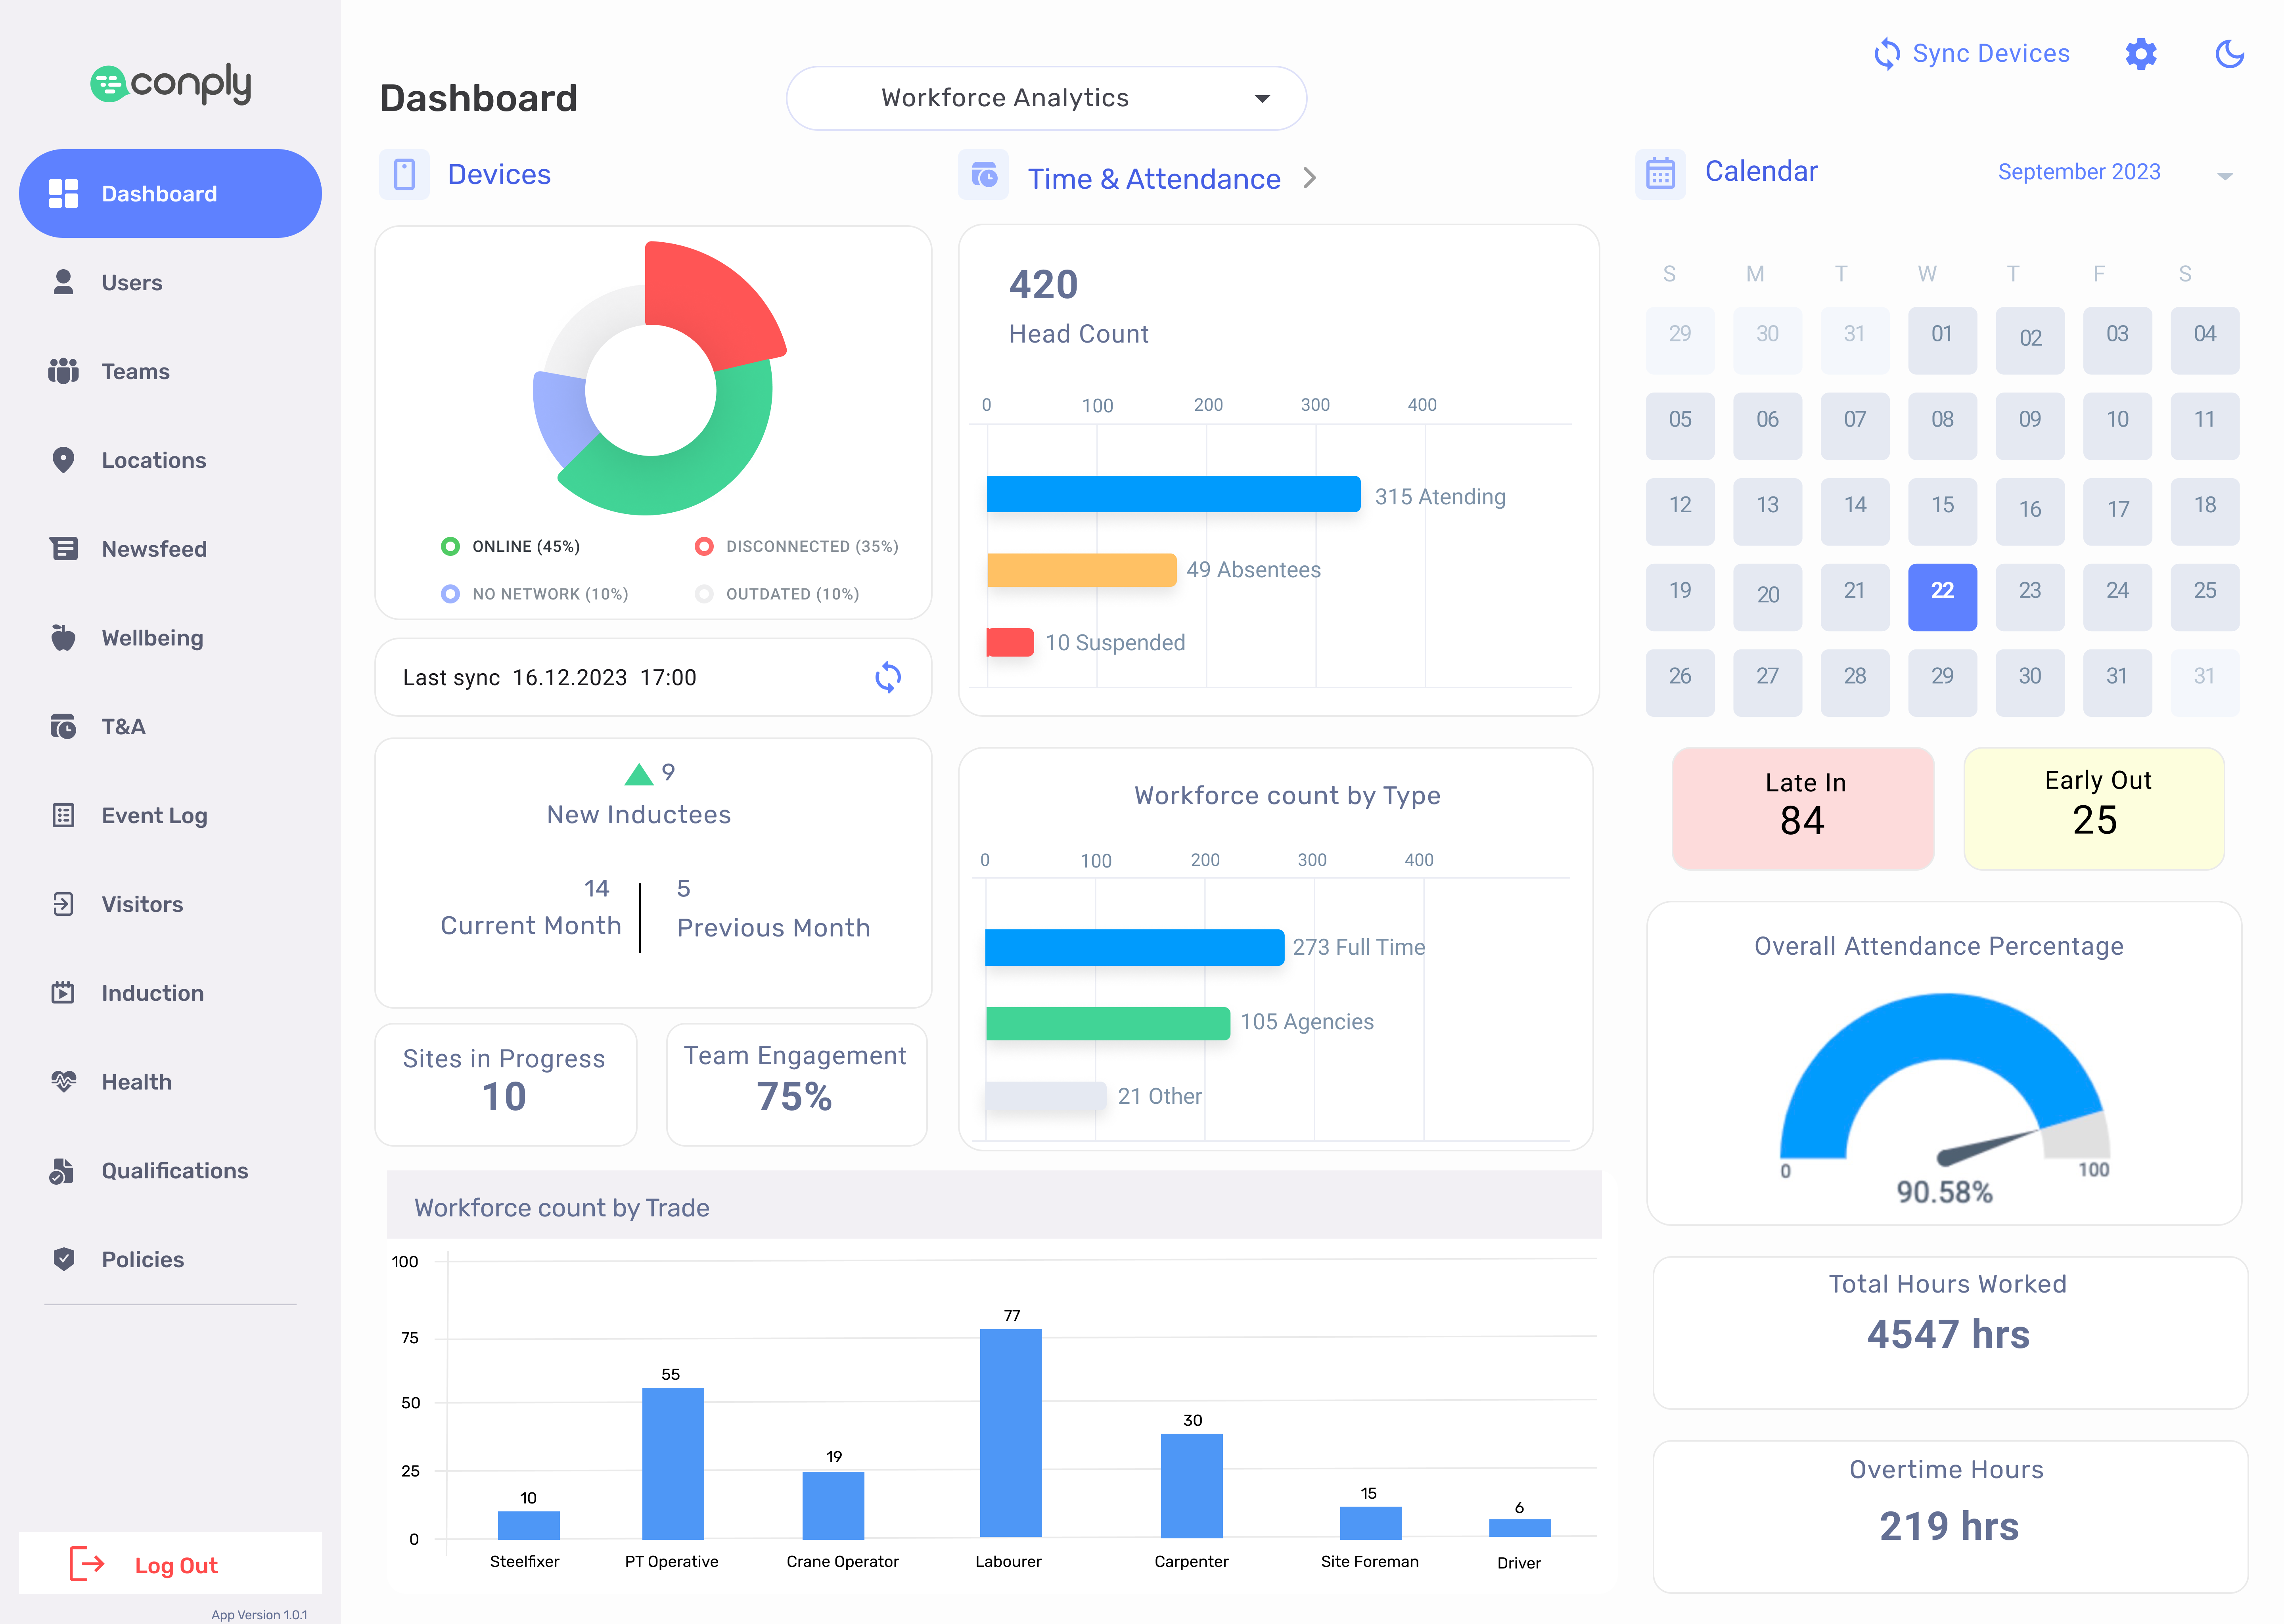 conply
Dashboard
Users
Teams
Locations
Newsfeed
Wellbeing
T&A
Event Log
Visitors
Induction
Health
Qualifications
Policies
Log Out
App Version 1.0.1
Sync Devices
Dashboard
Workforce Analytics
Devices
ONLINE (45%)
DISCONNECTED (35%)
NO NETWORK (10%)
OUTDATED (10%)
Last sync 16.12.2023 17:00
9
New Inductees
14
Current Month
5
Previous Month
Sites in Progress
10
Team Engagement
75%
Time & Attendance
420
Head Count
0 100 200 300 400
315 Atending
49 Absentees
10 Suspended
Workforce count by Type
0 100 200 300 400
273 Full Time
105 Agencies
21 Other
Workforce count by Trade
100
75
50
25
0
10
55
19
77
30
15
6
Steelfixer
PT Operative
Crane Operator
Labourer
Carpenter
Site Foreman
Driver
Calendar
September 2023
S M T W T F S
29 30 31 01 02 03 04
05 06 07 08 09 10 11
12 13 14 15 16 17 18
19 20 21 22 23 24 25
26 27 28 29 30 31 31
Late In
84
Early Out
25
Overall Attendance Percentage
0
100
90.58%
Total Hours Worked
4547 hrs
Overtime Hours
219 hrs